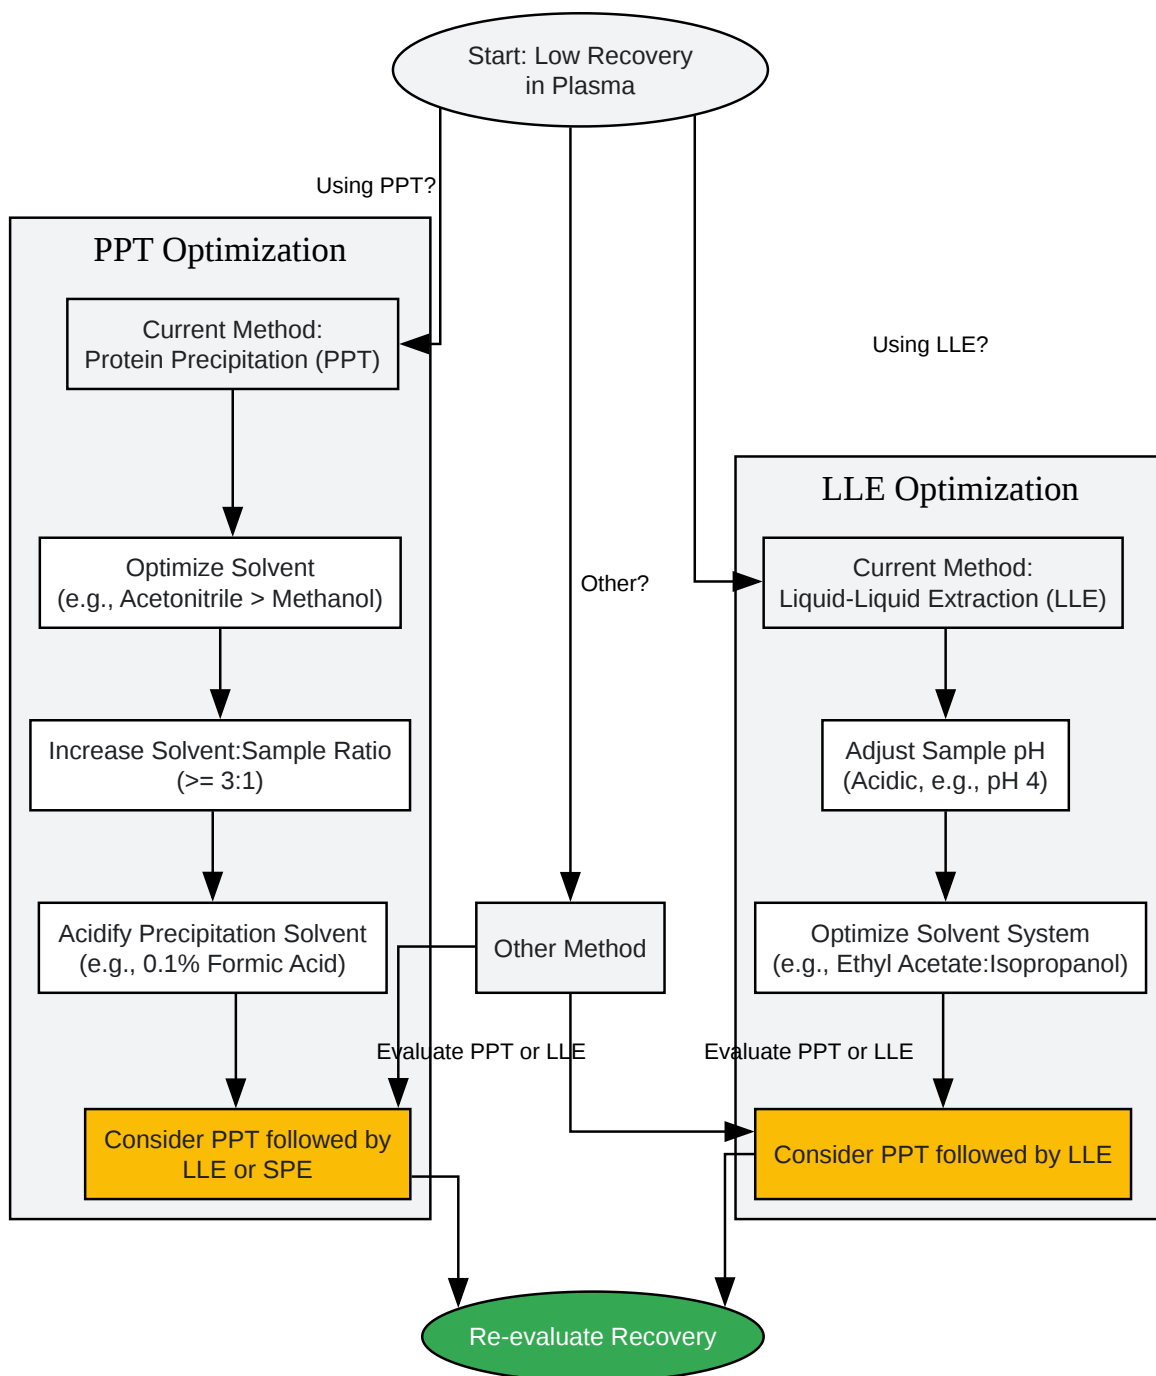 Start: Low Recovery
in Plasma
Using PPT?
PPT Optimization
Current Method:
Protein Precipitation (PPT)
Using LLE?
LLE Optimization
Optimize Solvent
(e.g., Acetonitrile > Methanol)
Other?
Current Method:
Liquid-Liquid Extraction (LLE)
Increase Solvent:Sample Ratio
(>= 3:1)
Adjust Sample pH
(Acidic, e.g., pH 4)
Acidify Precipitation Solvent
(e.g., 0.1% Formic Acid)
Other Method
Optimize Solvent System
(e.g., Ethyl Acetate:Isopropanol)
Evaluate PPT or LLE
Evaluate PPT or LLE
Consider PPT followed by
LLE or SPE
Consider PPT followed by LLE
Re-evaluate Recovery